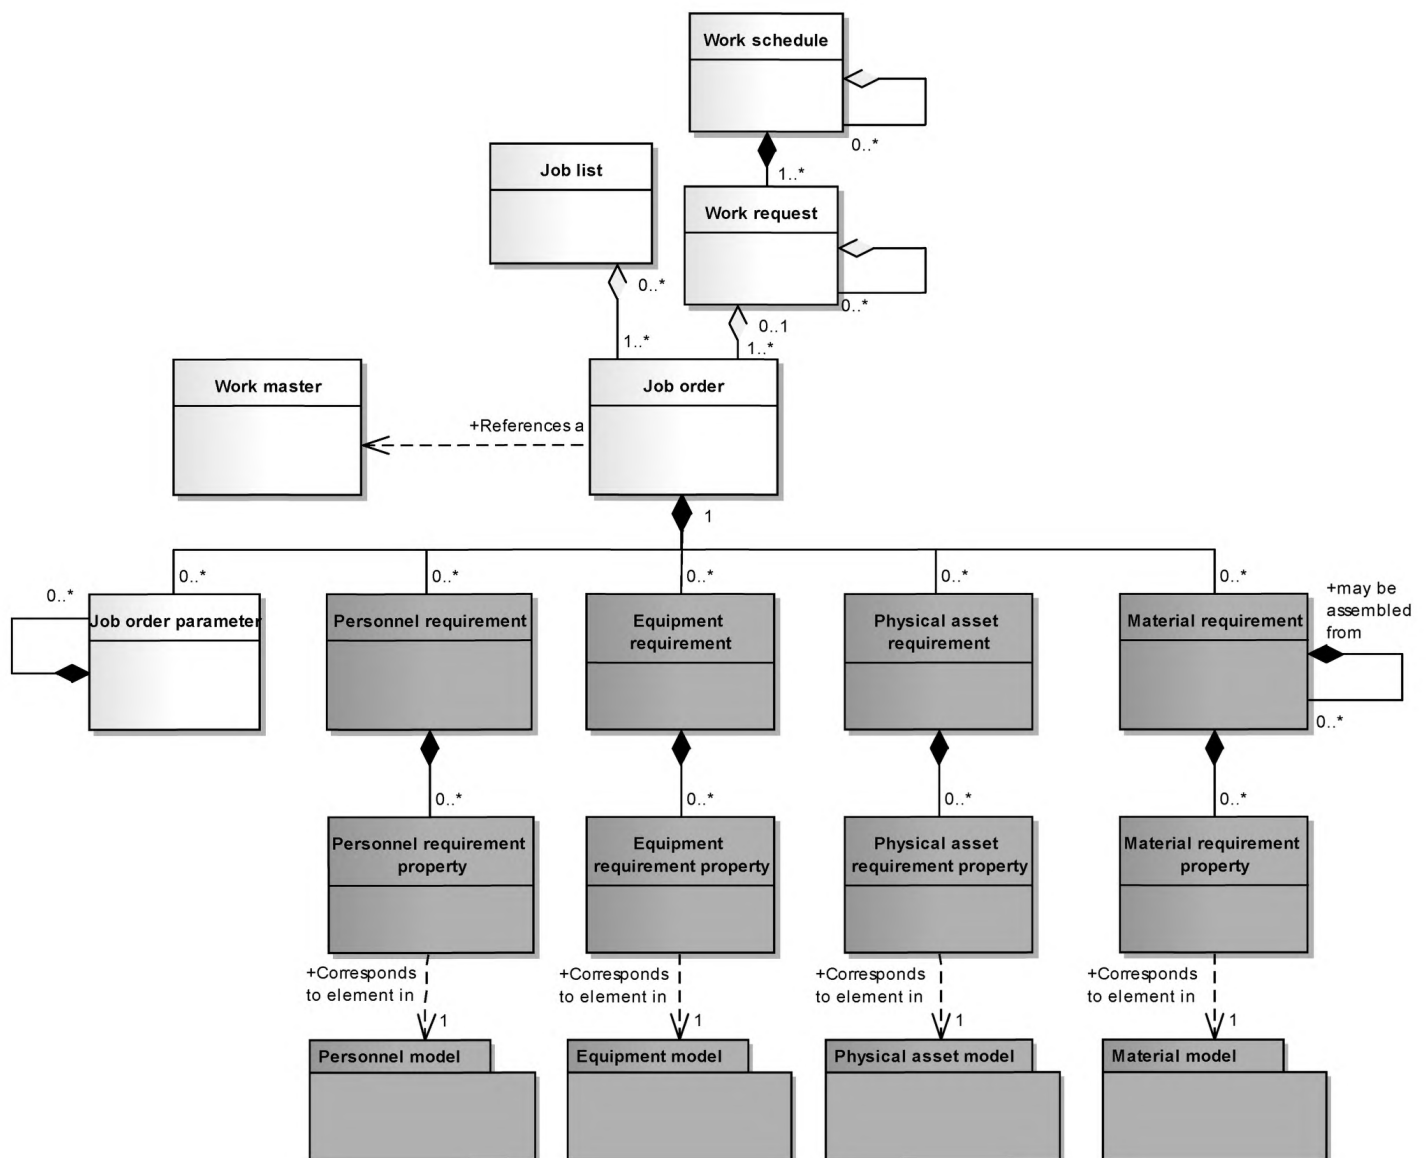 Work schedule
0..*
1..*
Job list
Work request
0..*
0..*
0..1
1..*
1..*
Work master
Job order
+References a
1
0..*
0..*
0..*
0..*
0..*
0..*
Job order parameter
Personnel requirement
Equipment
requirement
Physical asset
requirement
Material requirement
+may be
assembled
from
0..*
0..*
0..*
0..*
0..*
Personnel requirement
property
Equipment
requirement property
Physical asset
requirement property
Material requirement
property
+Corresponds
to element in
1
+Corresponds
to element in
1
+Corresponds
to element in
1
+Corresponds
to element in
1
Personnel model
Equipment model
Physical asset model
Material model